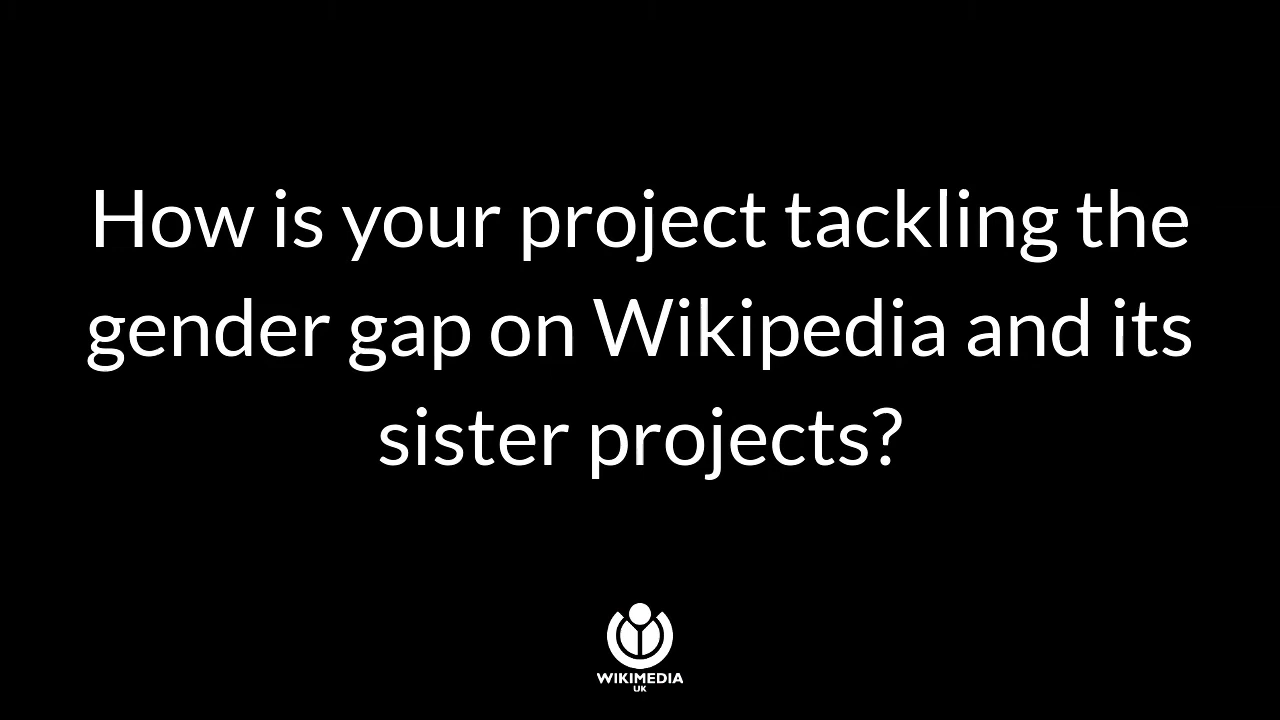 How is your project tackling the
gender gap on Wikipedia and its
sister projects?
WIKIMEDIA
UK